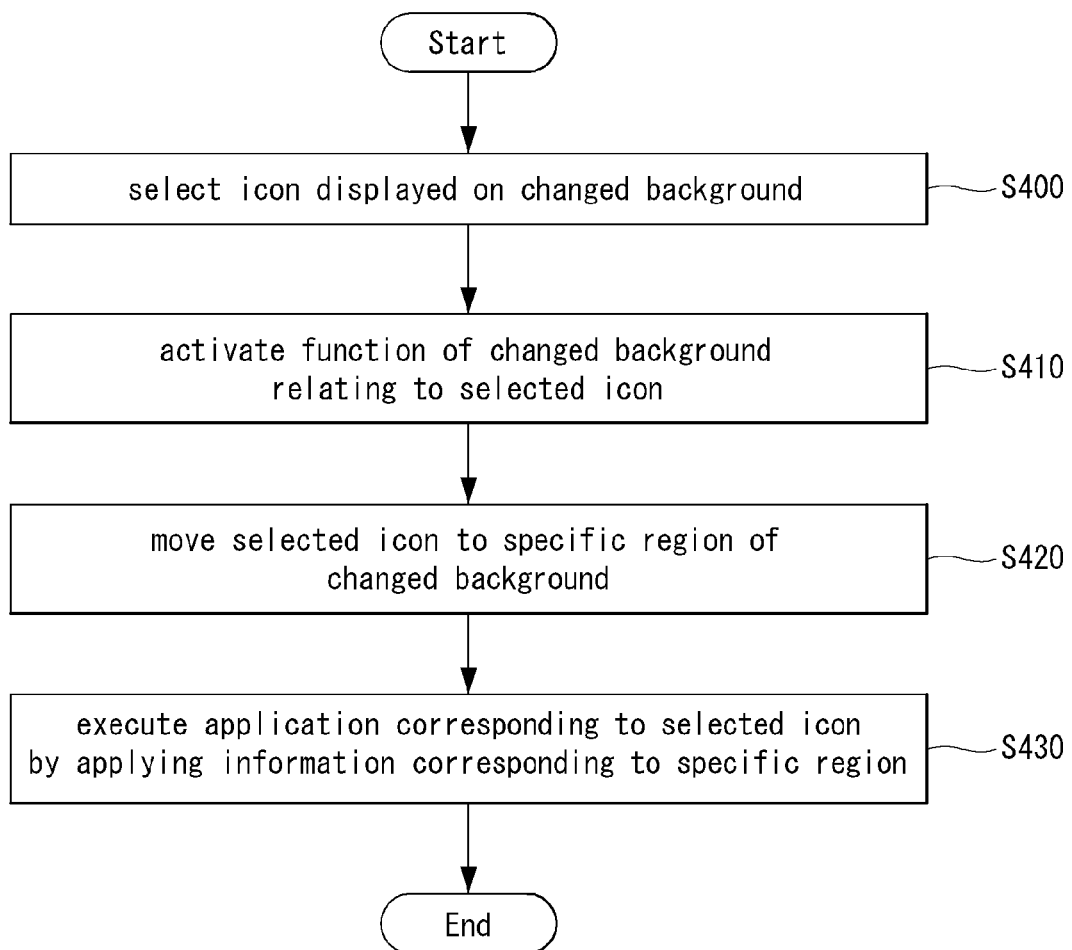 Start
select icon displayed on changed background
S400
activate function of changed background
relating to selected icon
S410
move selected icon to specific region of
changed background
S420
execute application corresponding to selected icon
by applying information corresponding to specific region
S430
End